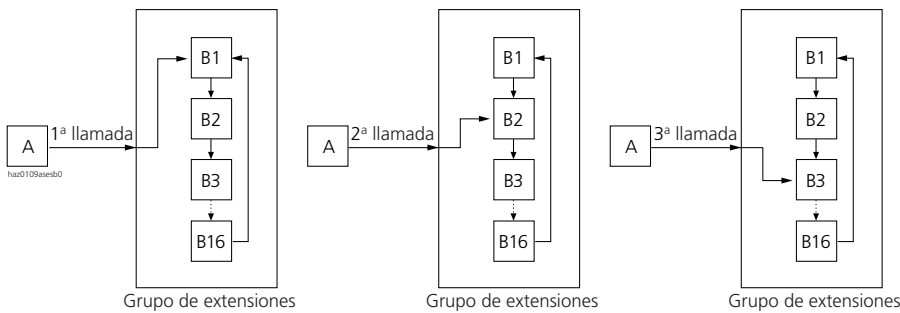 B1
1ª llamada
B2
A
haz0109asesb0
B3
B16
Grupo de extensiones
B1
2ª llamada
B2
A
B3
B16
Grupo de extensiones
B1
3ª llamada
B2
A
B3
B16
Grupo de extensiones